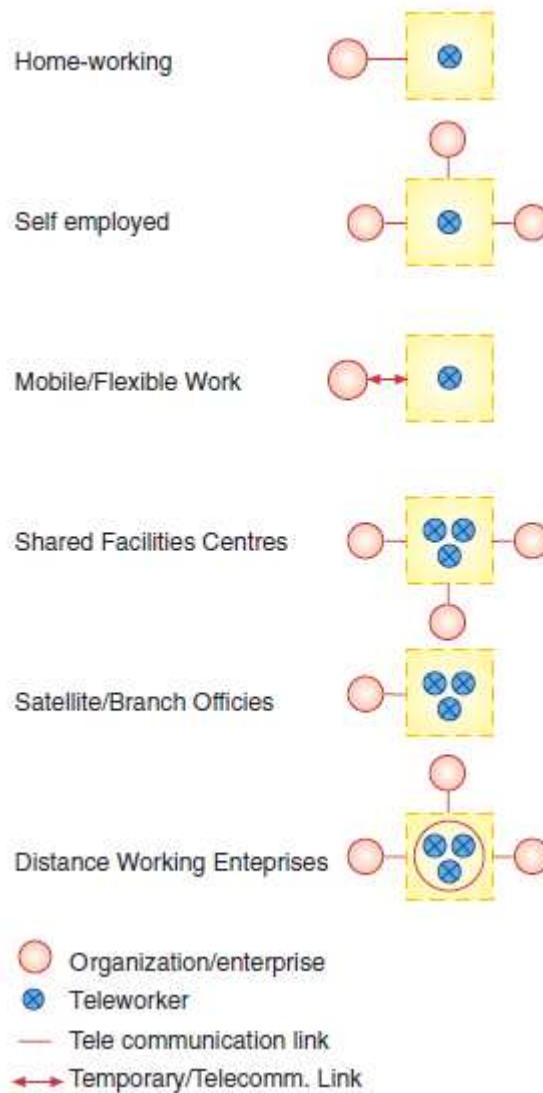 Home-working
Self employed
Mobile/Flexible Work
Shared Facilities Centres
Satellite/Branch Officies
Distance Working Enteprises
Organization/enterprise
Teleworker
Tele communication link
Temporary/Telecomm. Link